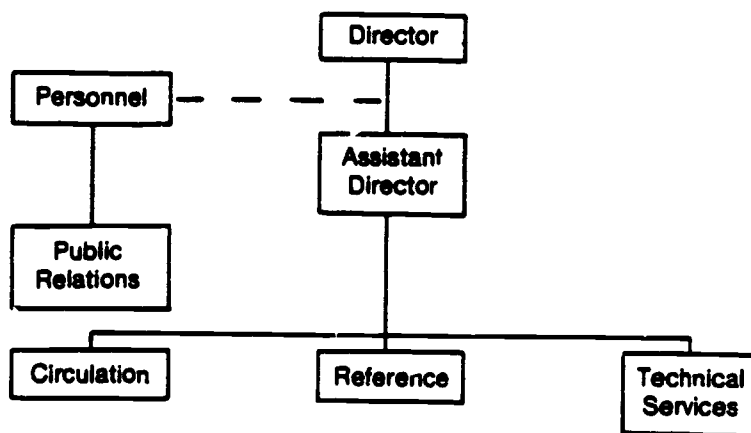 Director
Personnel
Assistant
Director
Public
Relations
Circulation
Reference
Technical
Services